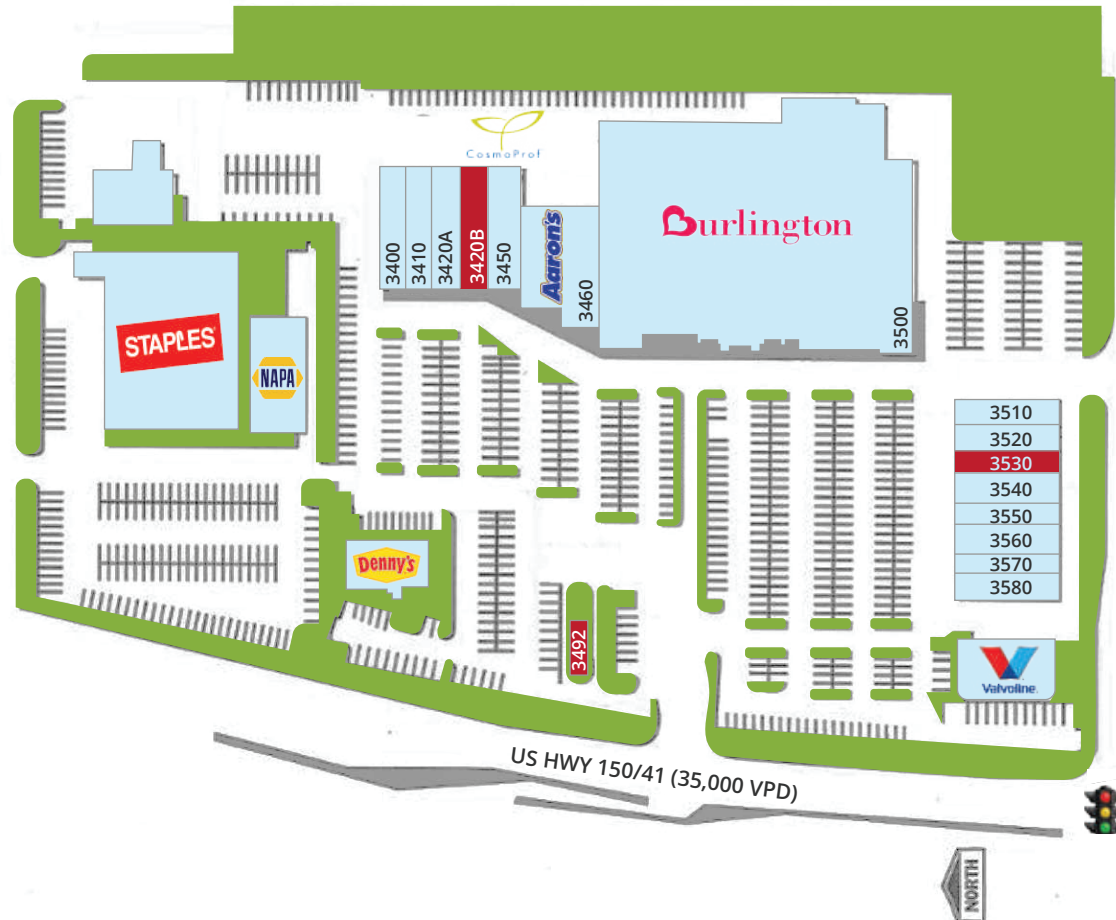 CosmoProf
3400
3410
3420A
3420B
3450
Aaron's
3460
Burlington
3500
STAPLES
NAPA
3510
3520
3530
3540
3550
3560
3570
3580
Denny's
3492
Valvoline
US HWY 150/41 (35,000 VPD)
NORTH